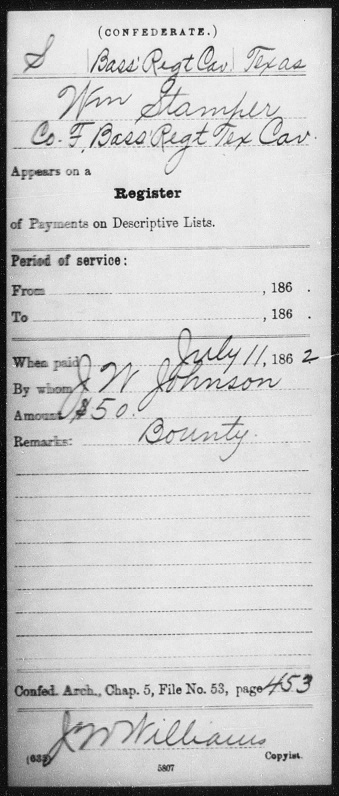 (CONFEDERATE.)
S | Bass' Regt Cav | Texas
Wm Stamper
Co. F, Bass' Regt Tex Cav.
Appears on a
Register
of Payments on Descriptive Lists.
Period of service:
From , 186 .
To , 186 .
When paid July 11, 1862
By whom J W Johnson
Amount $50.
Remarks: Bounty.
Confed. Arch., Chap. 5, File No. 53, page 453
J W Williams
(635) Copyist.
5807